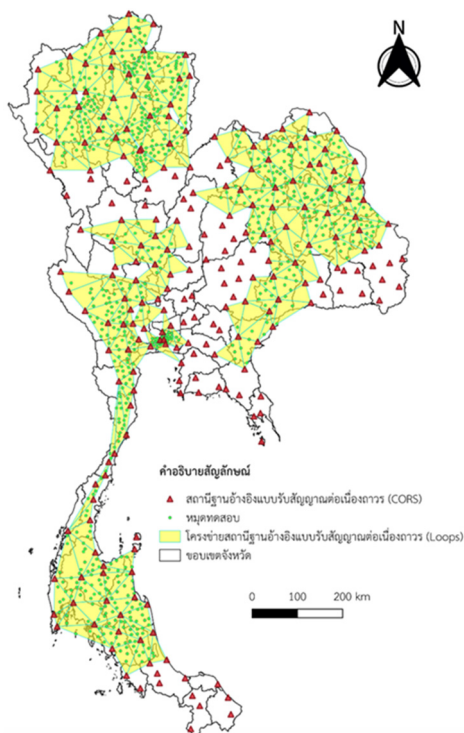 N
คำอธิบายสัญลักษณ์
สถานีฐานอ้างอิงแบบรับสัญญาณต่อเนื่องถาวร (CORS)
หมุดทดสอบ
โครงข่ายสถานีฐานอ้างอิงแบบรับสัญญาณต่อเนื่องถาวร (Loops)
ขอบเขตจังหวัด
0 100 200 km